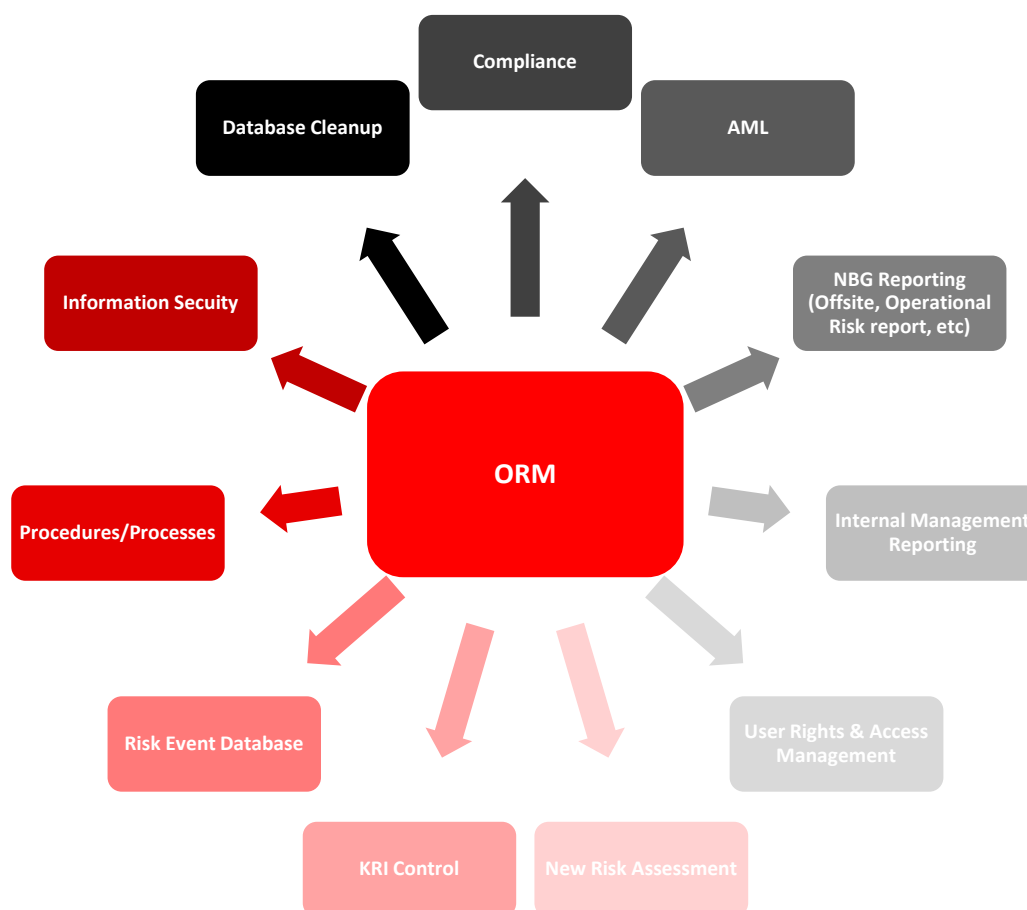 Compliance
Database Cleanup
AML
Information Secuity
NBG Reporting
(Offsite, Operational
Risk report, etc)
ORM
Procedures/Processes
Internal Management
Reporting
Risk Event Database
User Rights & Access
Management
KRI Control
New Risk Assessment